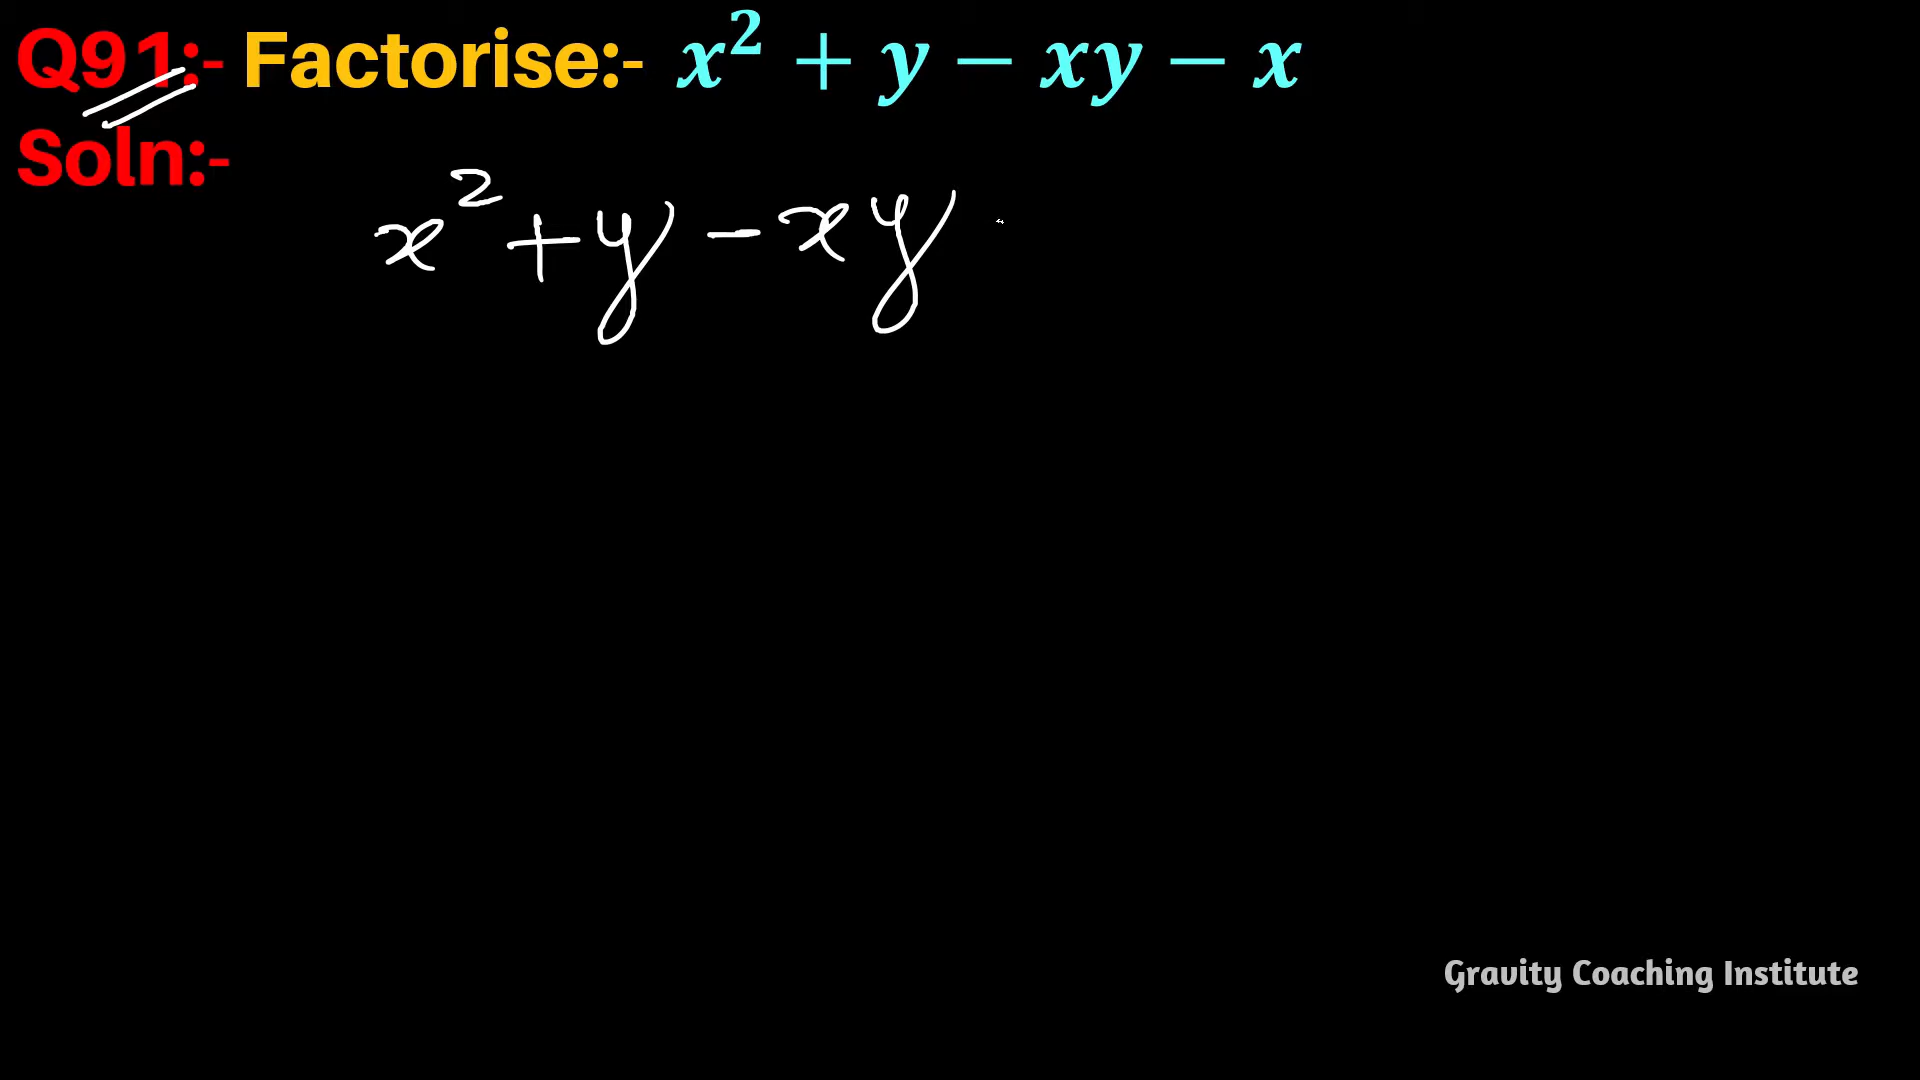 Q91:- Factorise:- x² + y − xy − x
Soln:-
x² + y − xy
Gravity Coaching Institute